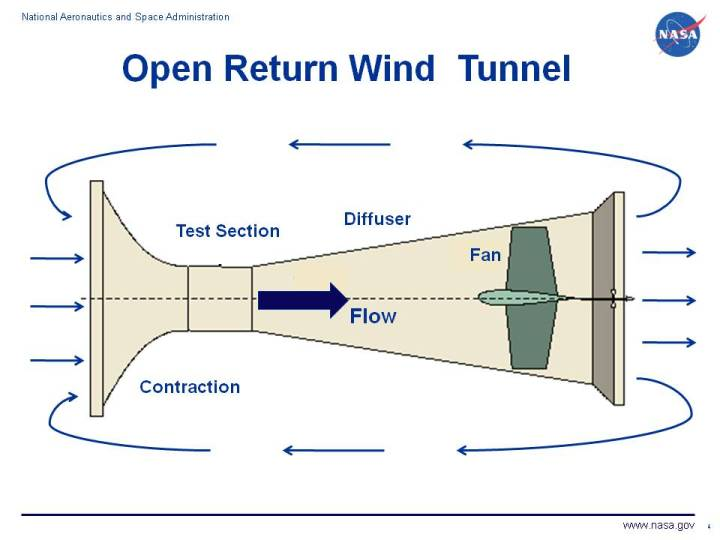 National Aeronautics and Space Administration
NASA
Open Return Wind Tunnel
Diffuser
Test Section
Fan
Flow
Contraction
www.nasa.gov